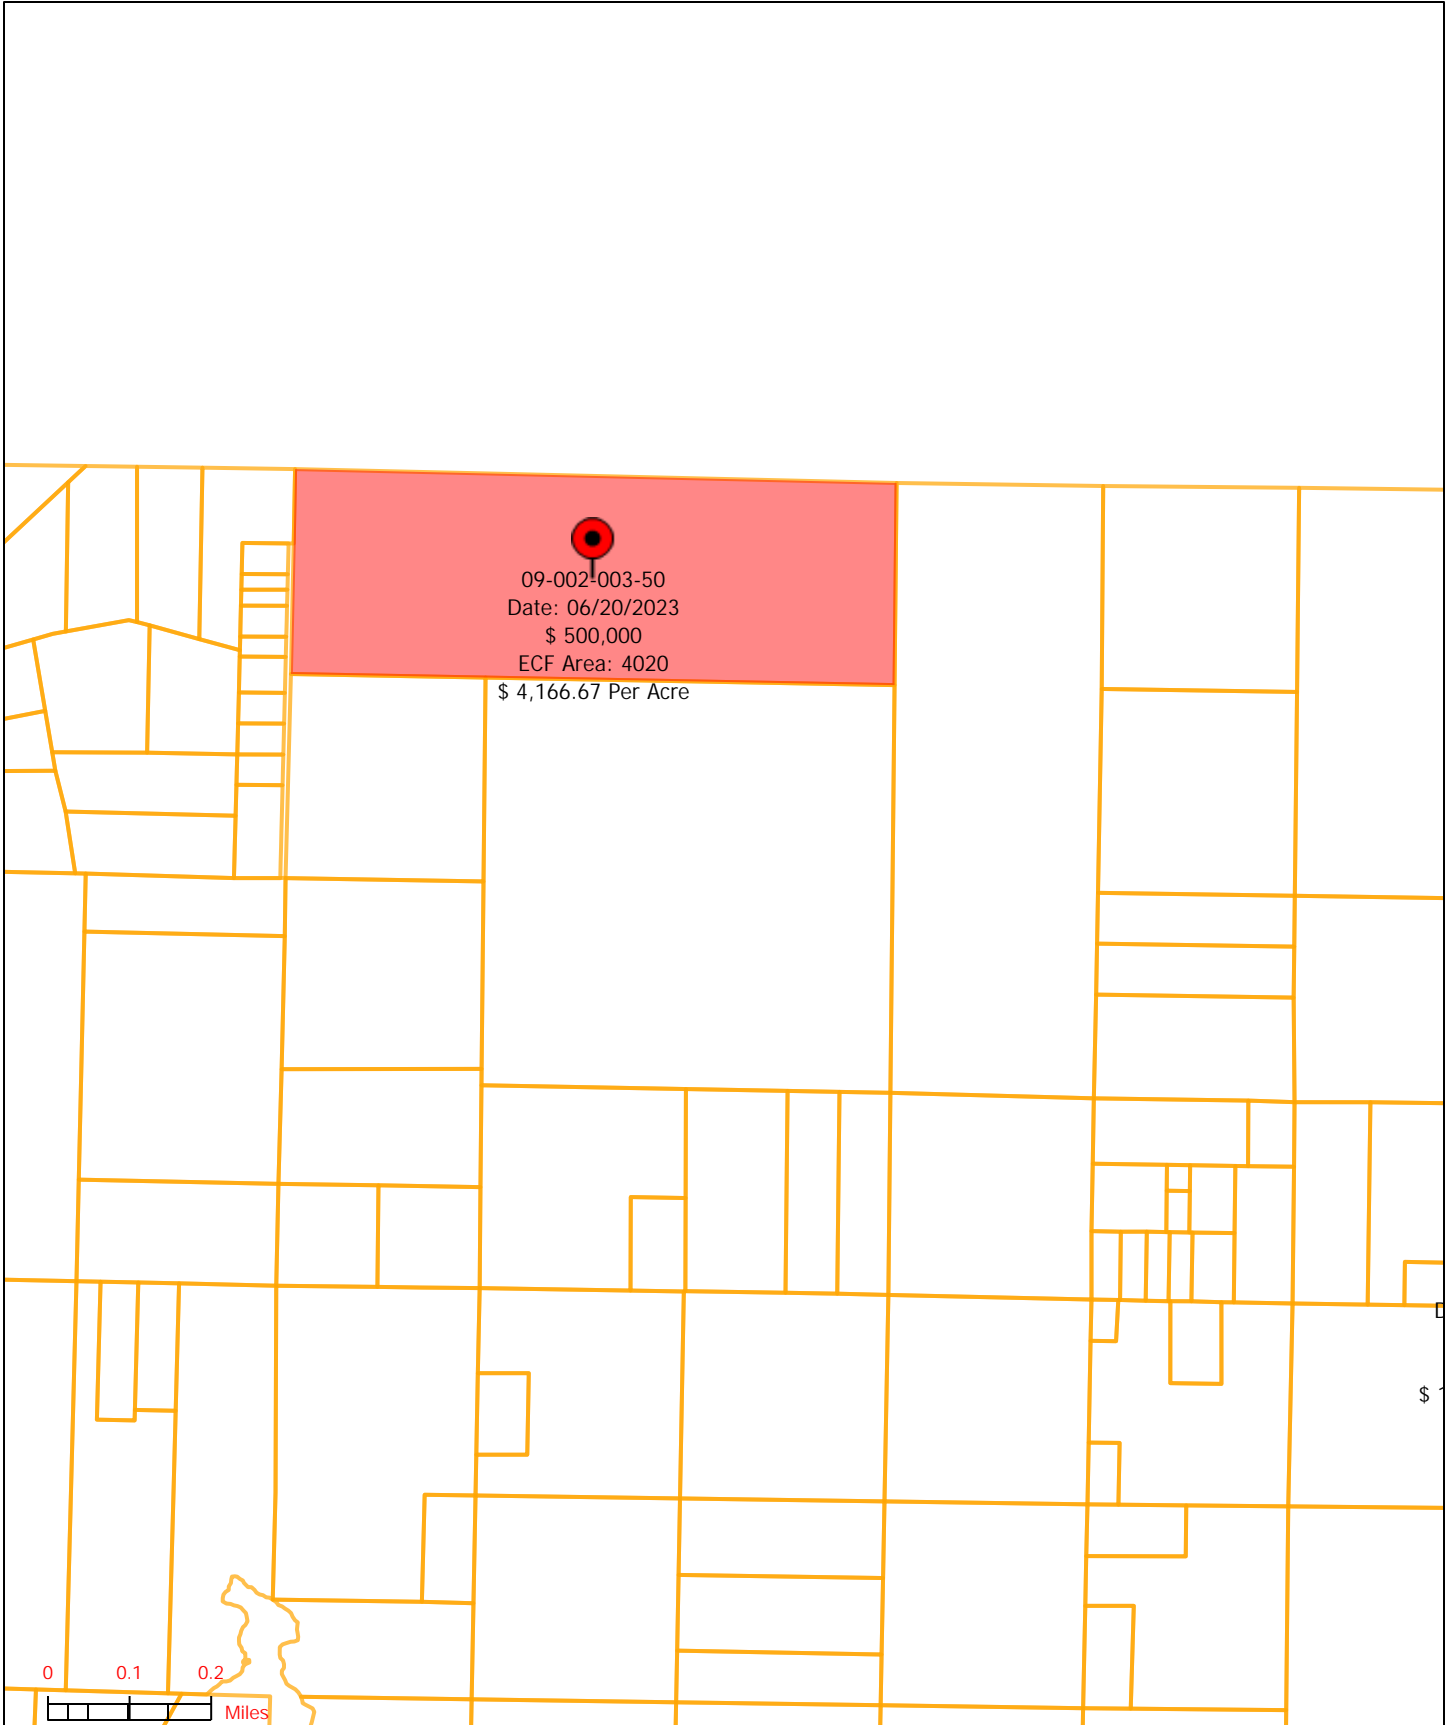 09-002-003-50
Date: 06/20/2023
$ 500,000
ECF Area: 4020
$ 4,166.67 Per Acre
$
0 0.1 0.2
Miles